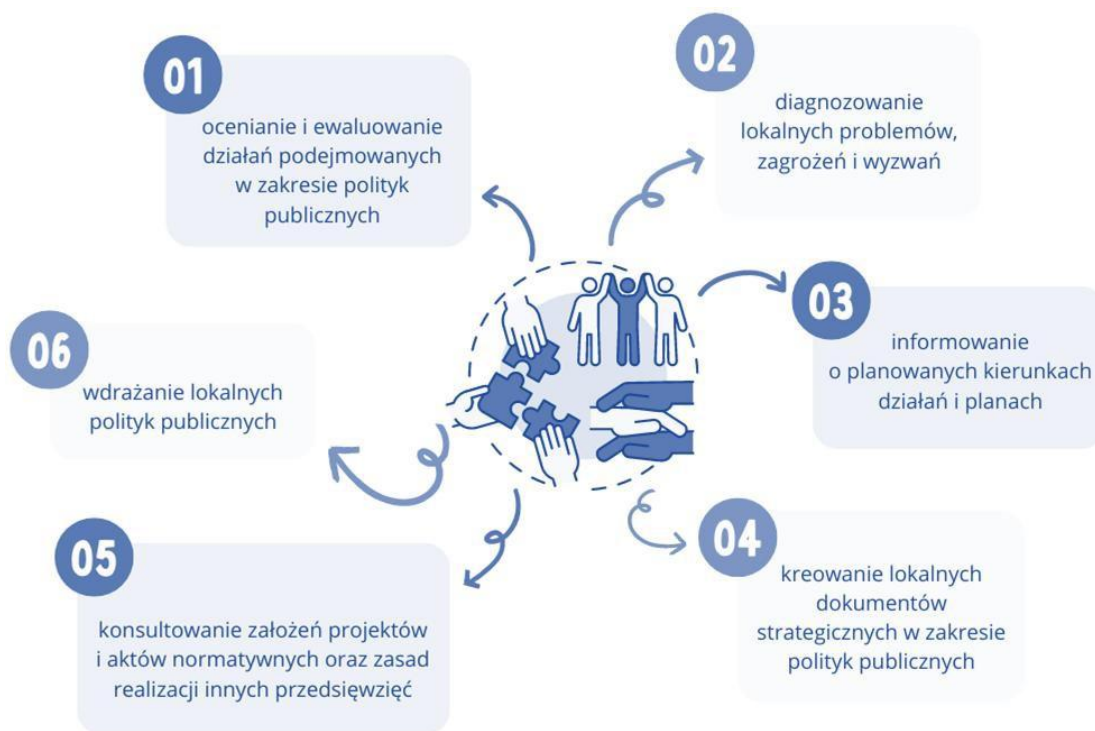 01
ocenianie i ewaluowanie
działań podejmowanych
w zakresie polityk
publicznych
02
diagnozowanie
lokalnych problemów,
zagrożeń i wyzwań
03
informowanie
o planowanych kierunkach
działań i planach
04
kreowanie lokalnych
dokumentów
strategicznych w zakresie
polityk publicznych
05
konsultowanie założeń projektów
i aktów normatywnych oraz zasad
realizacji innych przedsięwzięć
06
wdrażanie lokalnych
polityk publicznych